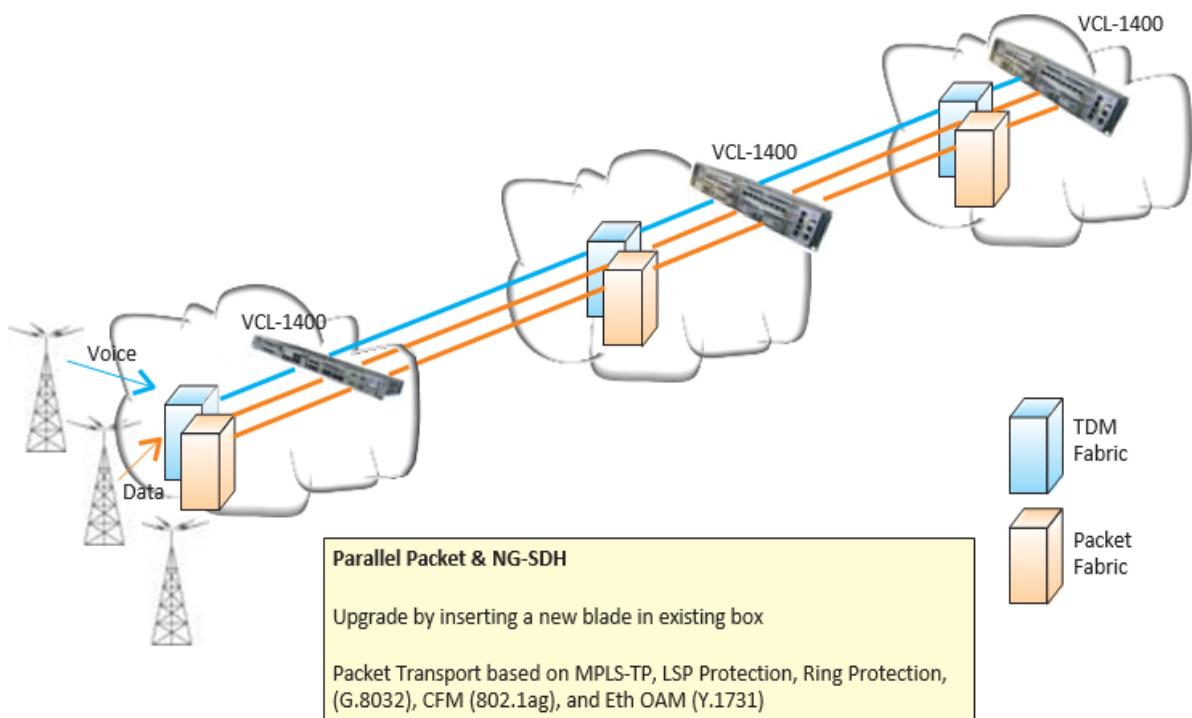 VCL-1400
VCL-1400
VCL-1400
Voice
Data
TDM
Fabric
Packet
Fabric
Parallel Packet & NG-SDH
Upgrade by inserting a new blade in existing box
Packet Transport based on MPLS-TP, LSP Protection, Ring Protection,
(G.8032), CFM (802.1ag), and Eth OAM (Y.1731)